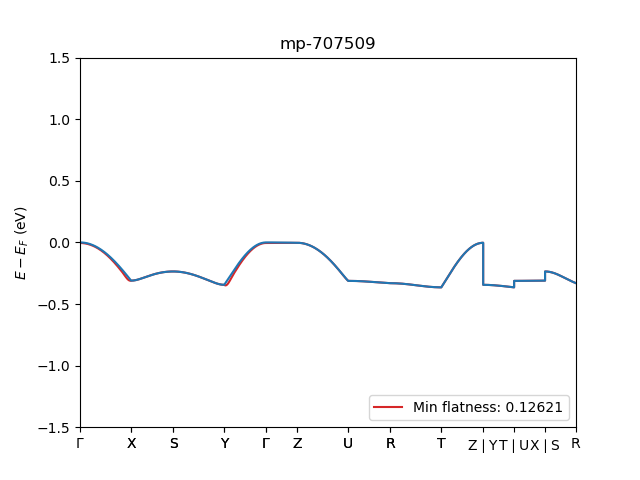 mp-707509
E − E_F (eV)
1.5
1.0
0.5
0.0
−0.5
−1.0
−1.5
Min flatness: 0.12621
Γ X S Y Γ Z U R T Z | Y T | U X | S R